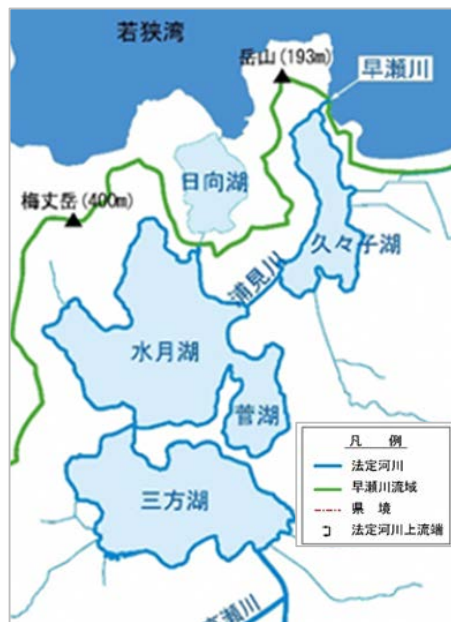 若狭湾
岳山(193m)
早瀬川
日向湖
梅丈岳(400m)
久々子湖
浦見川
水月湖
菅湖
三方湖
凡 例
法定河川
早瀬川流域
県 境
法定河川上流端
瀬川